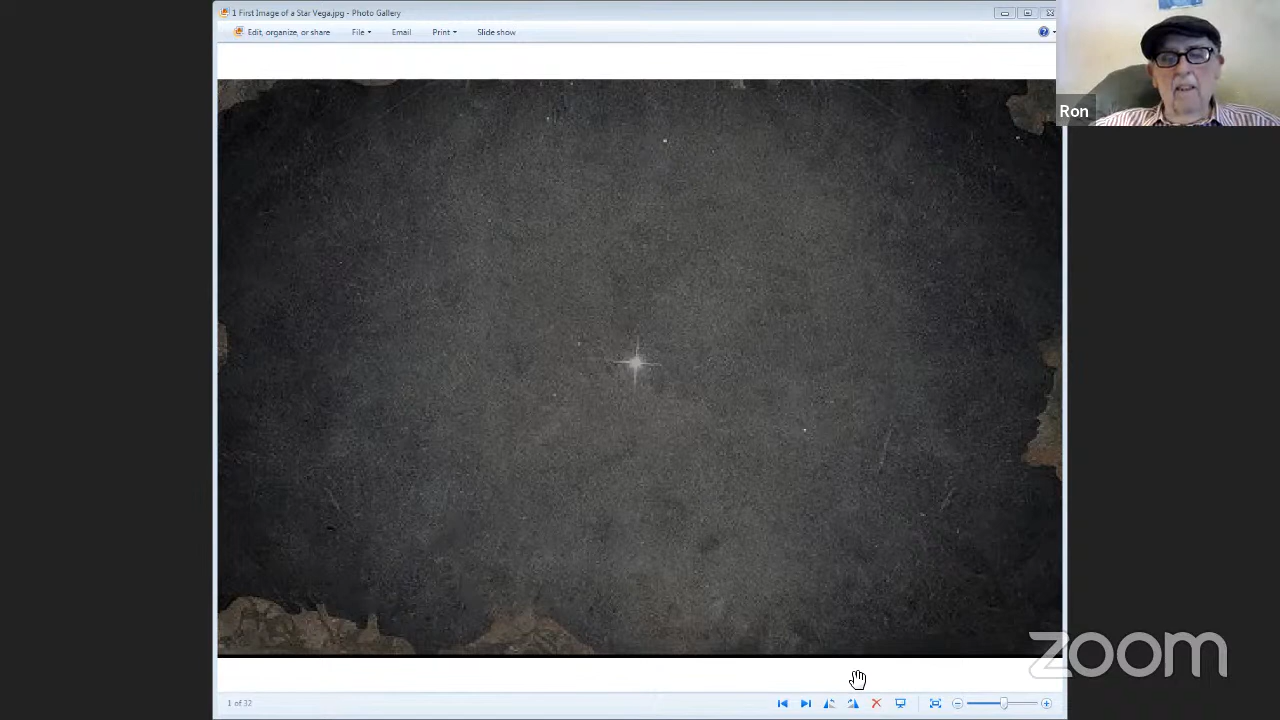 1 First Image of a Star Vega.jpg - Photo Gallery
Edit, organize, or share File Email Print Slide show
Ron
zoom
1 of 32